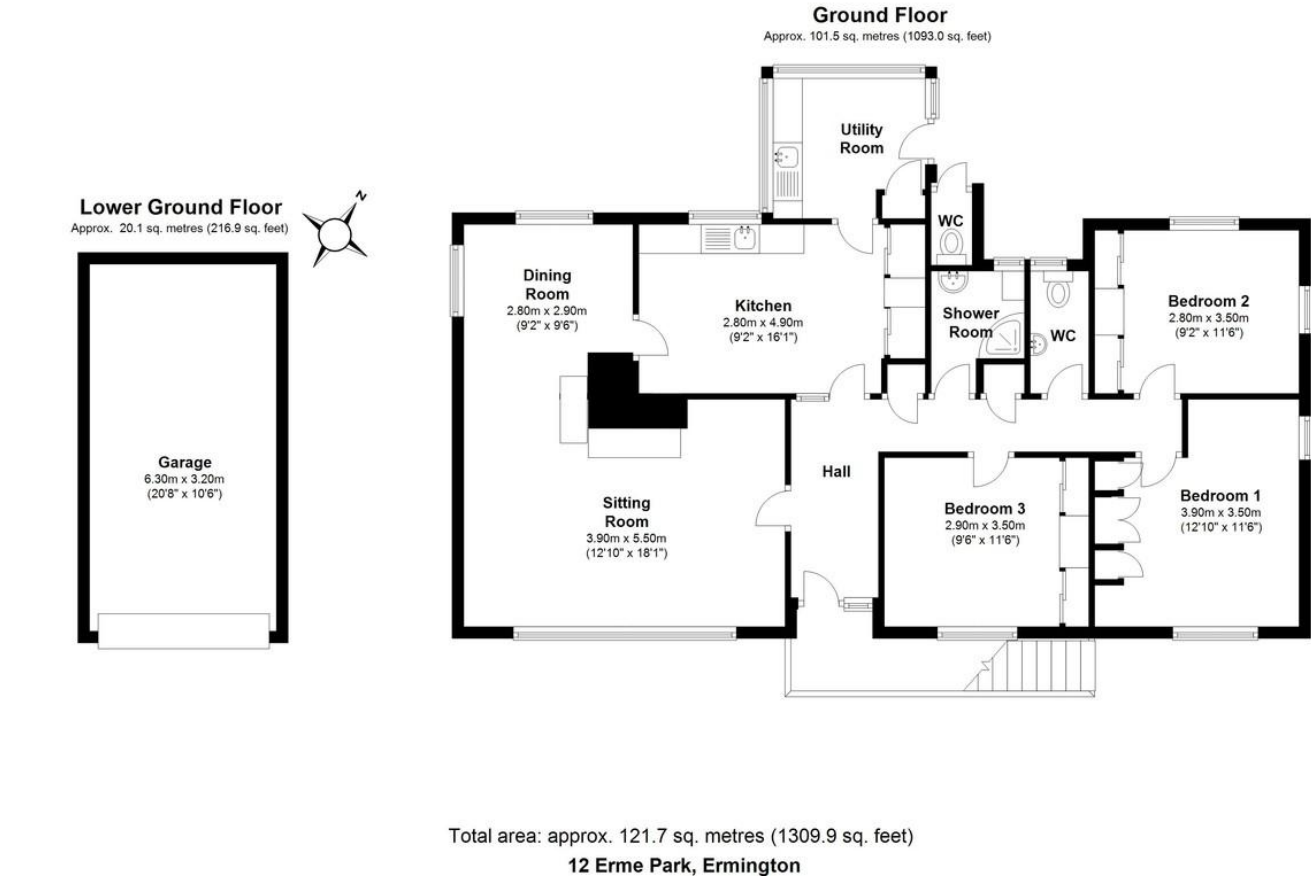 Ground Floor
Approx. 101.5 sq. metres (1093.0 sq. feet)
Utility
Room
Lower Ground Floor
Approx. 20.1 sq. metres (216.9 sq. feet)
N
WC
Dining
Room
2.80m x 2.90m
(9'2" x 9'6")
Kitchen
2.80m x 4.90m
(9'2" x 16'1")
Shower
Room
WC
Bedroom 2
2.80m x 3.50m
(9'2" x 11'6")
Garage
6.30m x 3.20m
(20'8" x 10'6")
Sitting
Room
3.90m x 5.50m
(12'10" x 18'1")
Hall
Bedroom 3
2.90m x 3.50m
(9'6" x 11'6")
Bedroom 1
3.90m x 3.50m
(12'10" x 11'6")
Total area: approx. 121.7 sq. metres (1309.9 sq. feet)
12 Erme Park, Ermington